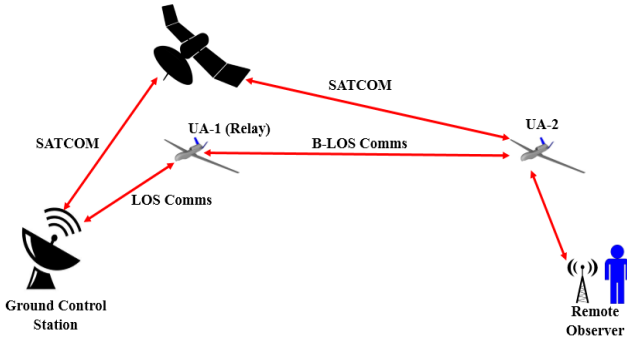 SATCOM
UA-1 (Relay)
UA-2
B-LOS Comms
SATCOM
LOS Comms
Ground Control
Station
Remote
Observer